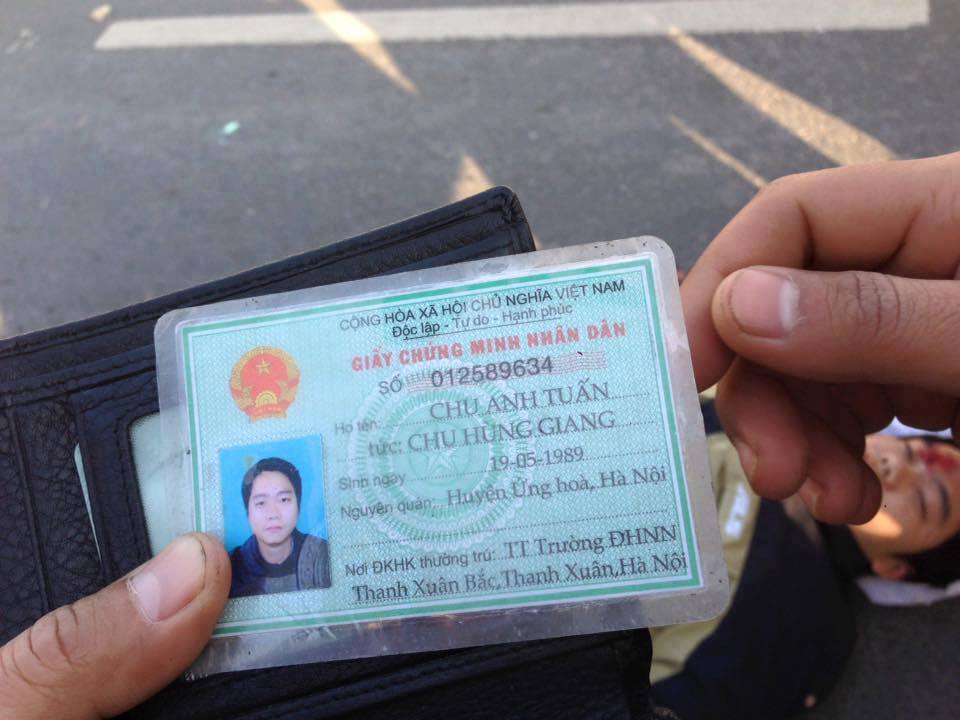 CỘNG HÒA XÃ HỘI CHỦ NGHĨA VIỆT NAM
Độc lập - Tự do - Hạnh phúc
GIẤY CHỨNG MINH NHÂN DÂN
SỐ 012589634
Họ tên: CHU ANH TUẤN
tức: CHU HÙNG GIANG
Sinh ngày 19-05-1989
Nguyên quán: Huyện Ứng hoà, Hà Nội
Nơi ĐKHK thường trú: TT Trường ĐHNN
Thanh Xuân Bắc,Thanh Xuân,Hà Nội